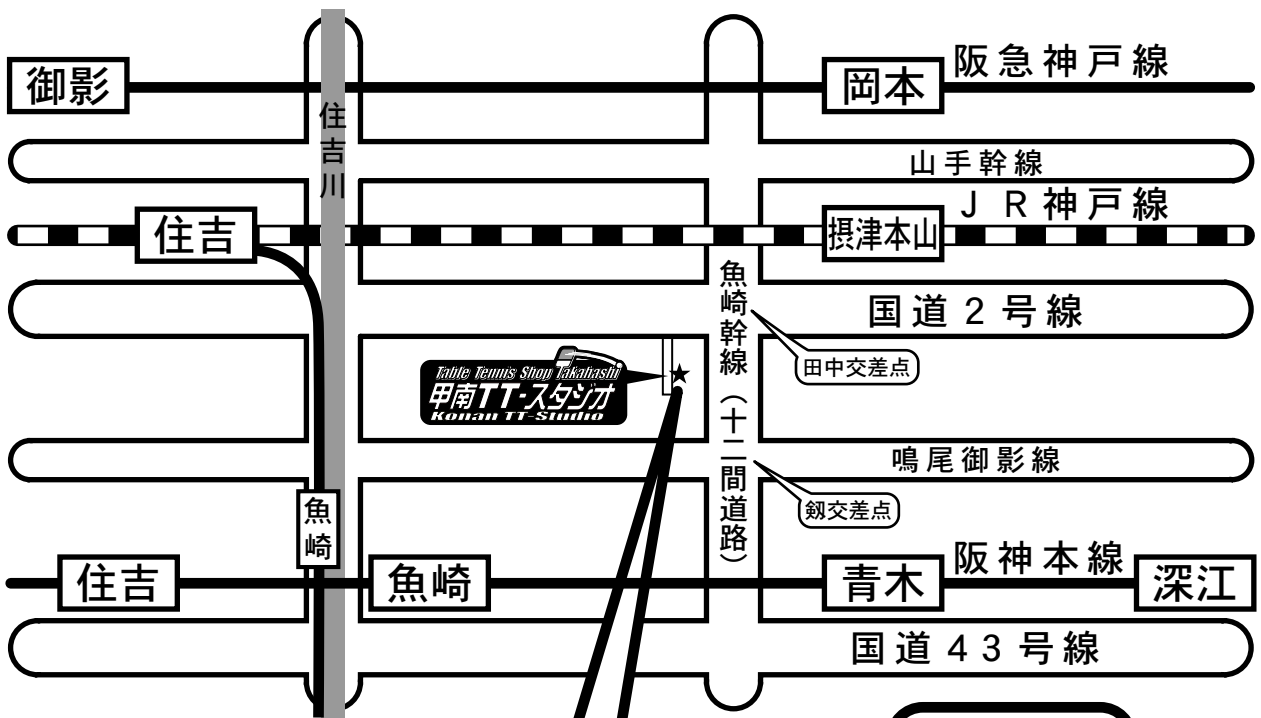 阪急神戸線
御影
岡本
住吉川
山手幹線
JR神戸線
住吉
摂津本山
魚崎幹線(十二間道路)
国道2号線
田中交差点
Table Tennis Shop Takahashi
甲南TT-スタジオ
Konan TT-Studio
鳴尾御影線
剱交差点
魚崎
阪神本線
住吉
魚崎
青木
深江
国道43号線